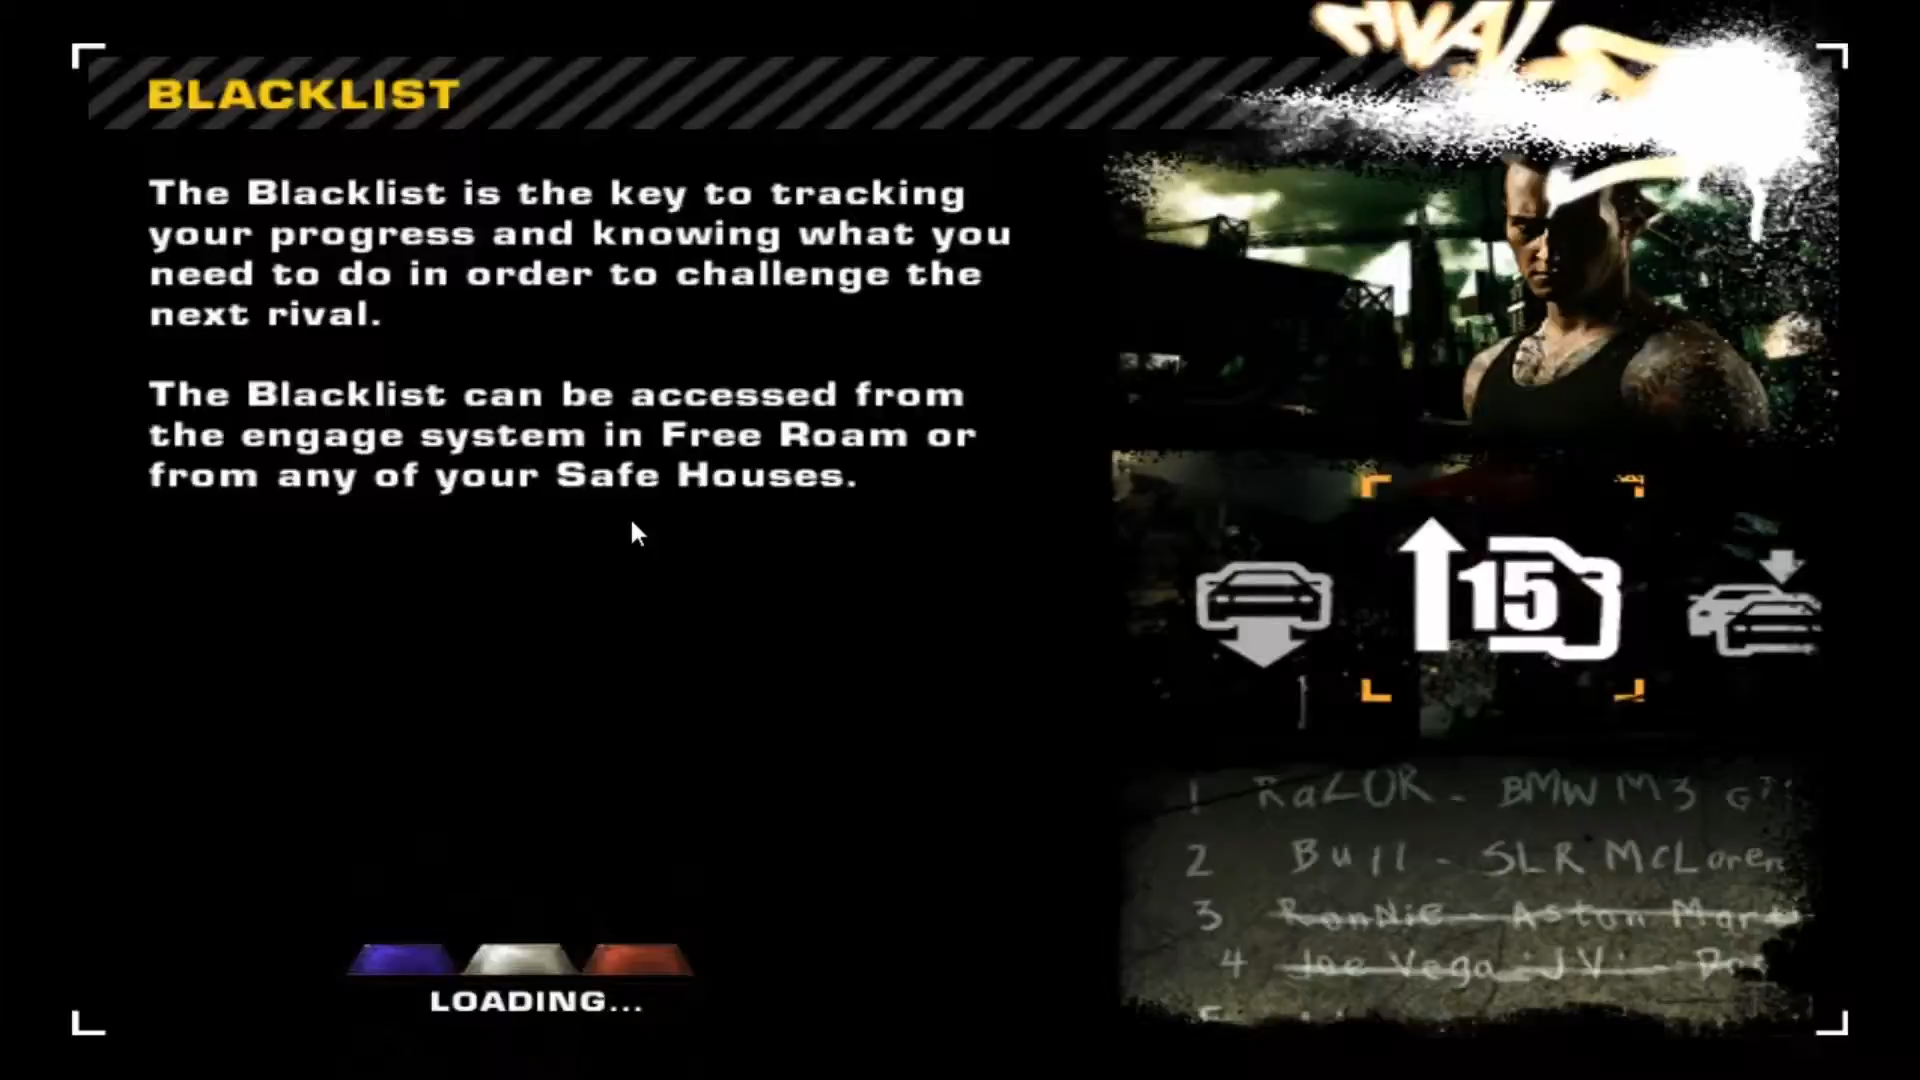 BLACKLIST
The Blacklist is the key to tracking
your progress and knowing what you
need to do in order to challenge the
next rival.
The Blacklist can be accessed from
the engage system in Free Roam or
from any of your Safe Houses.
LOADING...
15
1 RaZOR - BMW M3
2 Bull - SLR McLaren
3 RonNiE - Aston
4 Joe Vega JV